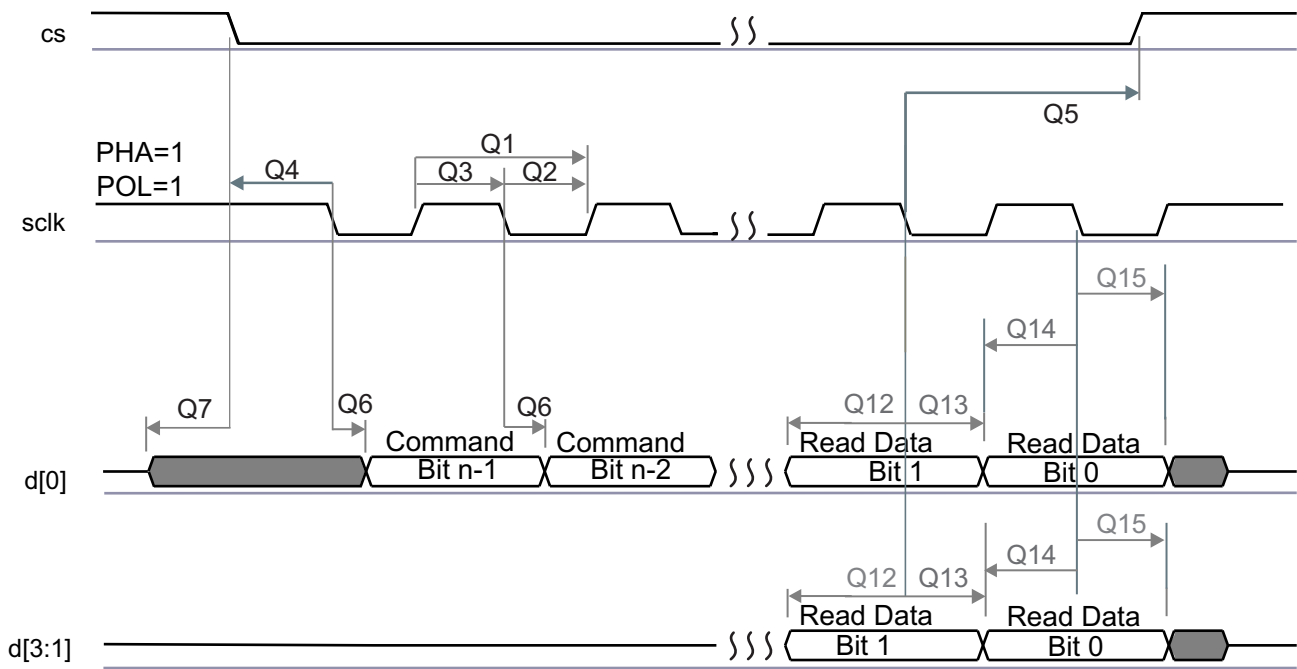 cs
Q5
PHA=1
Q1
Q4
Q3
Q2
POL=1
sclk
Q15
Q14
Q7
Q6
Q6
Q12
Q13
Command
Command
Read Data
Read Data
d[0]
Bit n-1
Bit n-2
Bit 1
Bit 0
Q15
Q14
Q12
Q13
Read Data
Read Data
d[3:1]
Bit 1
Bit 0